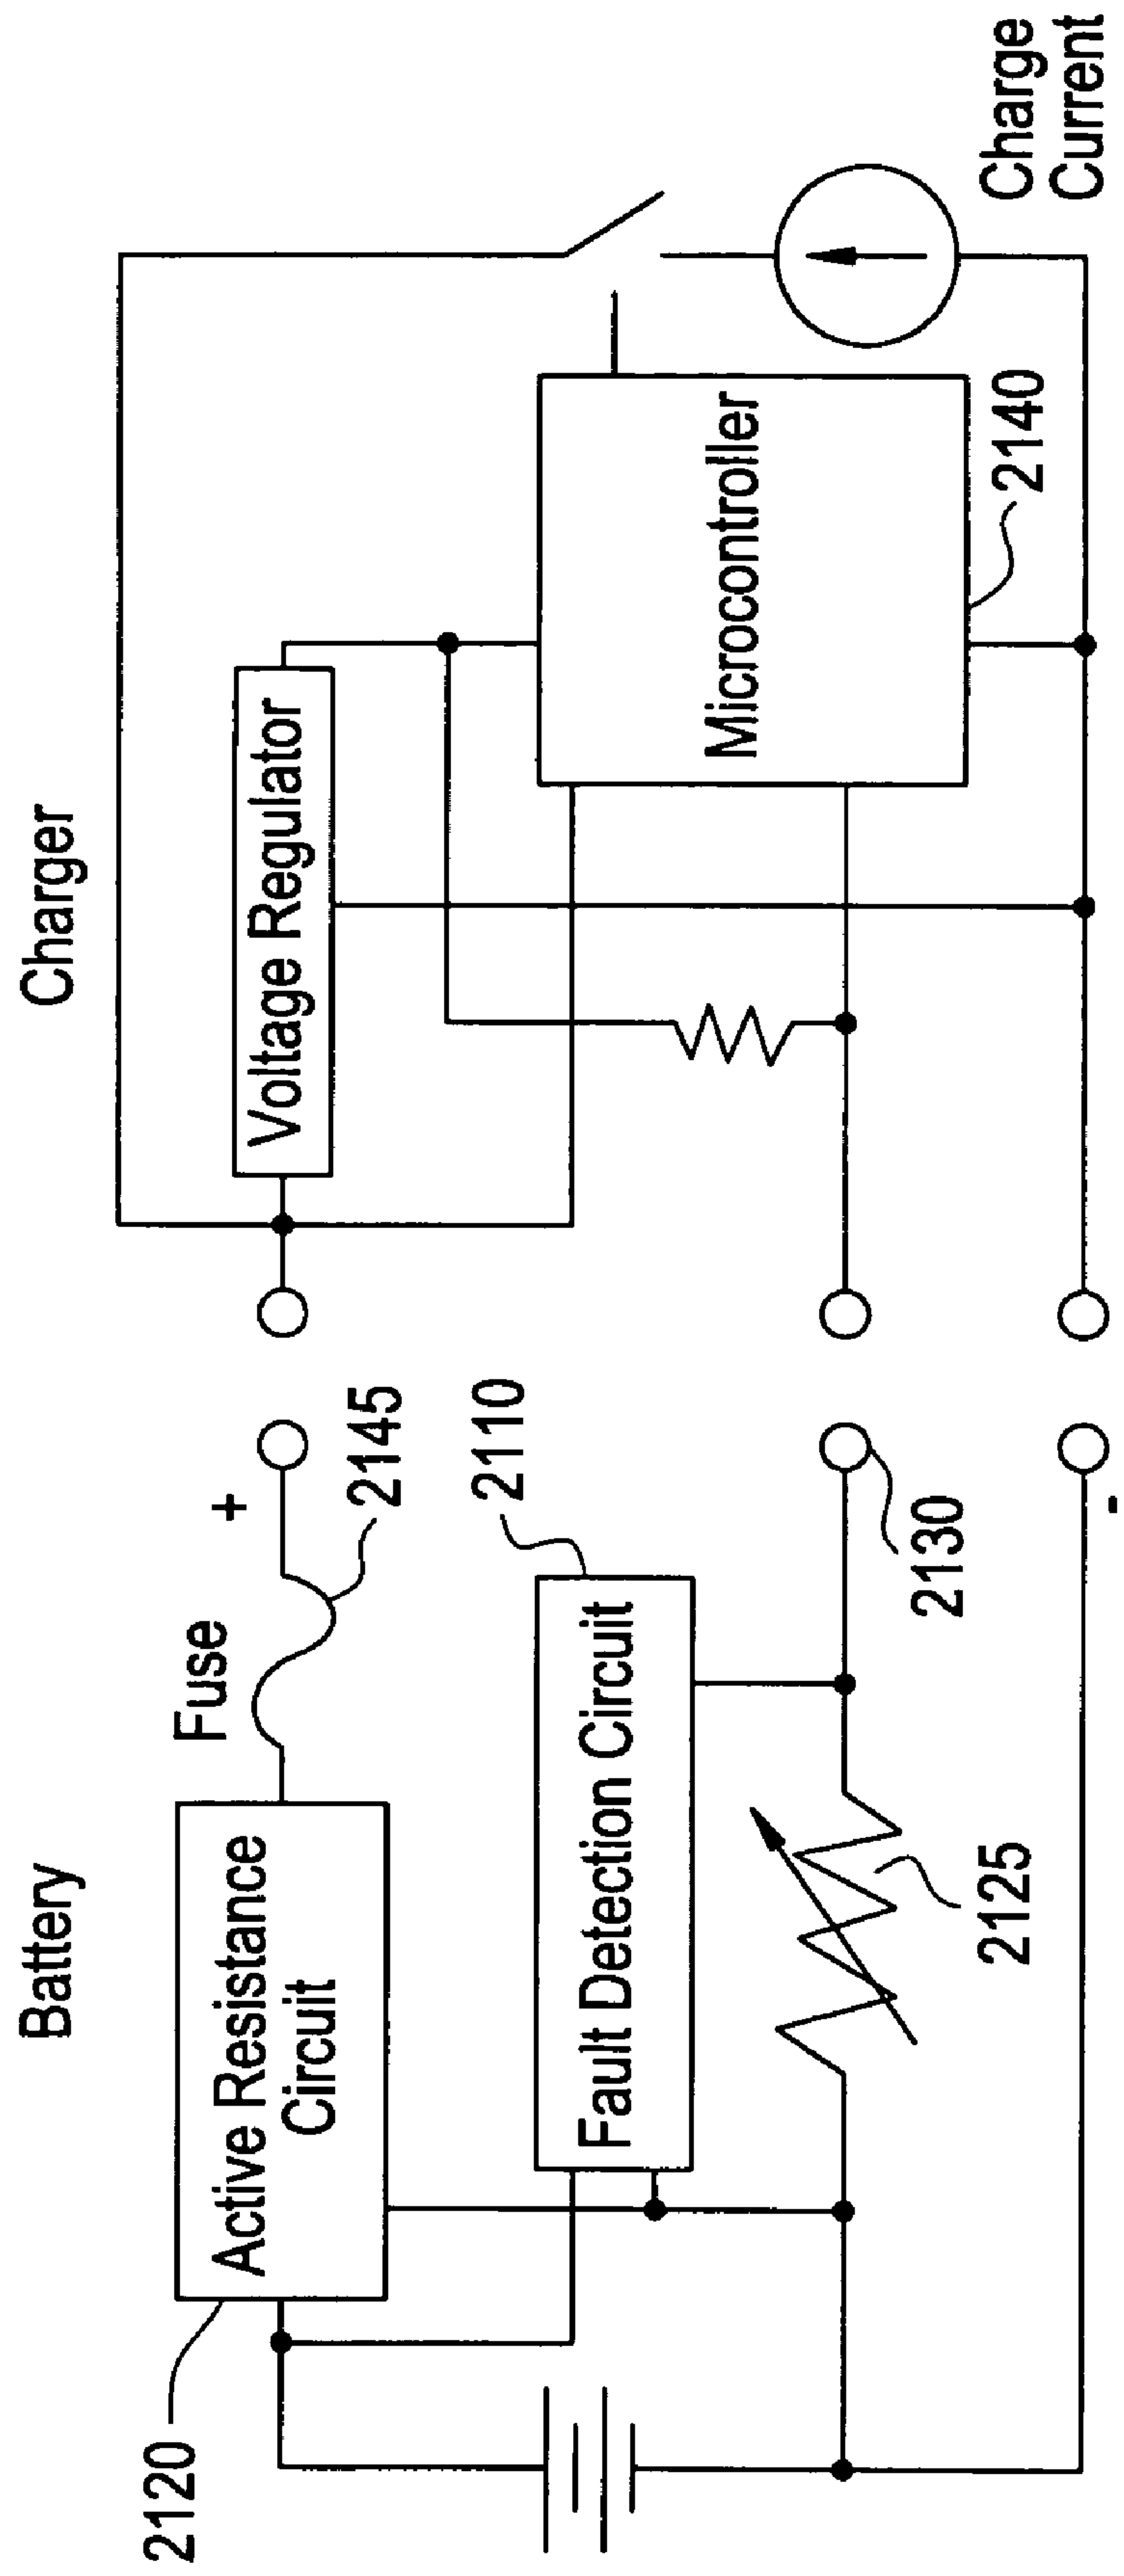 Battery
Charger
2120
Active Resistance
Circuit
Fuse
+
2145
Voltage Regulator
2110
Fault Detection Circuit
Microcontroller
2125
2130
2140
-
Charge
Current